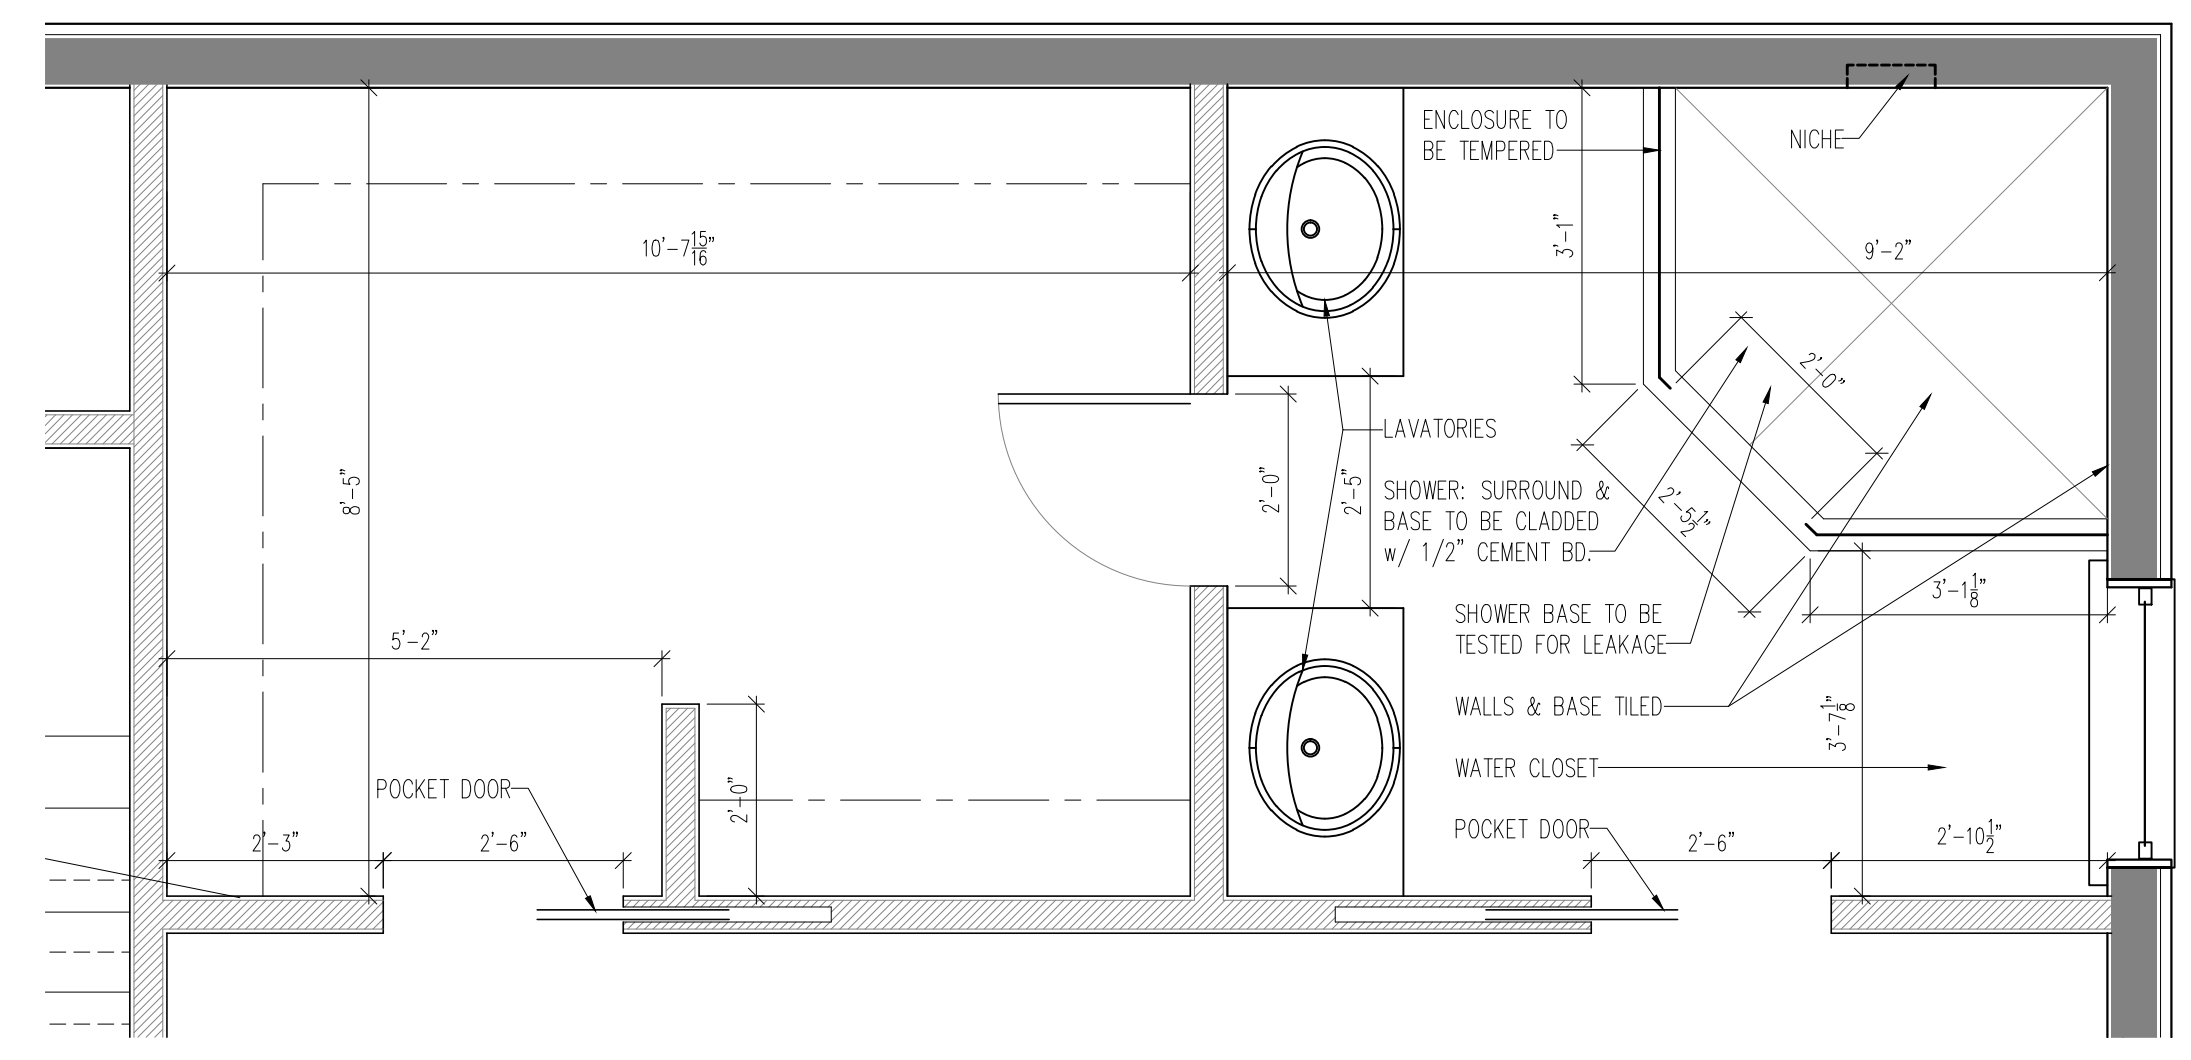 ENCLOSURE TO
BE TEMPERED
NICHE
3'-1"
10'-7 15/16"
9'-2"
2'-0"
LAVATORIES
8'-5"
2'-0"
2'-5"
SHOWER: SURROUND &
BASE TO BE CLADDED
w/ 1/2" CEMENT BD.
2'-5 1/2"
3'-1 1/8"
SHOWER BASE TO BE
TESTED FOR LEAKAGE
5'-2"
WALLS & BASE TILED
3'-7 1/8"
WATER CLOSET
POCKET DOOR
2'-0"
POCKET DOOR
2'-3"
2'-6"
2'-6"
2'-10 1/2"